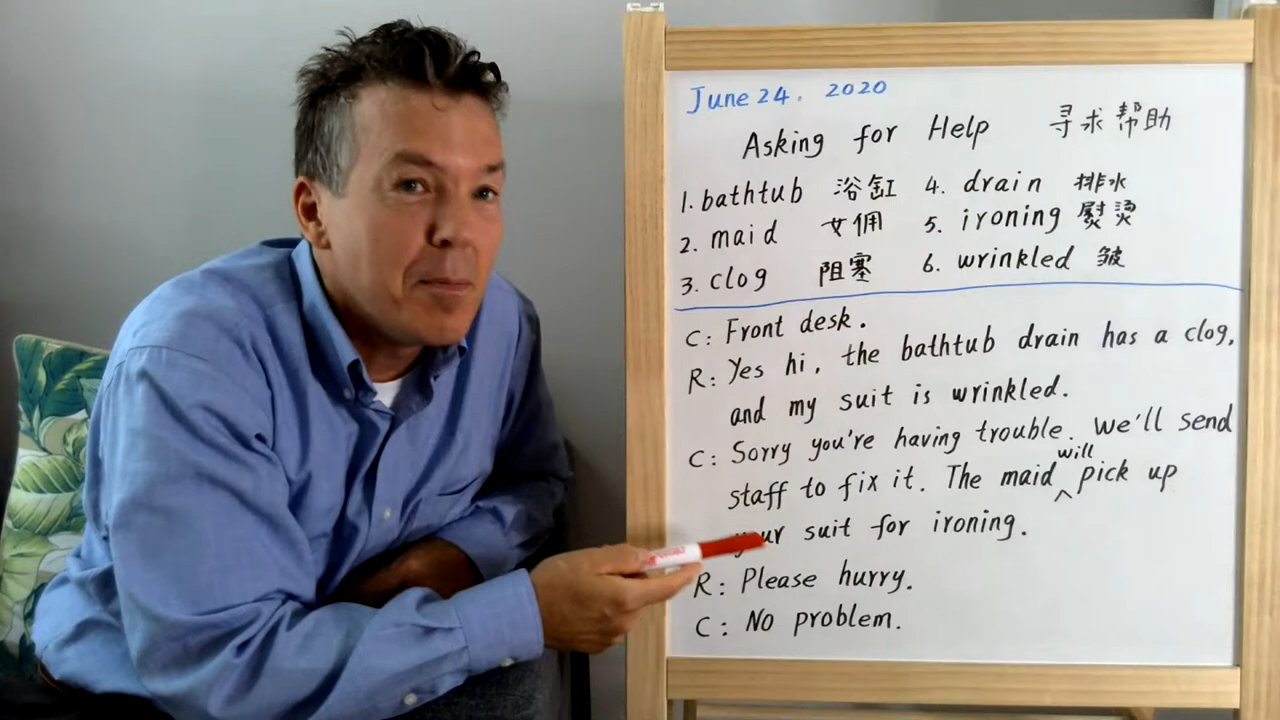 June 24. 2020
Asking for Help 寻求帮助
1. bathtub 浴缸 4. drain 排水
2. maid 女佣 5. ironing 熨烫
3. clog 阻塞 6. wrinkled 皱
C: Front desk.
R: Yes hi, the bathtub drain has a clog,
and my suit is wrinkled.
C: Sorry you're having trouble. We'll send
staff to fix it. The maid will pick up
your suit for ironing.
R: Please hurry.
C: No problem.